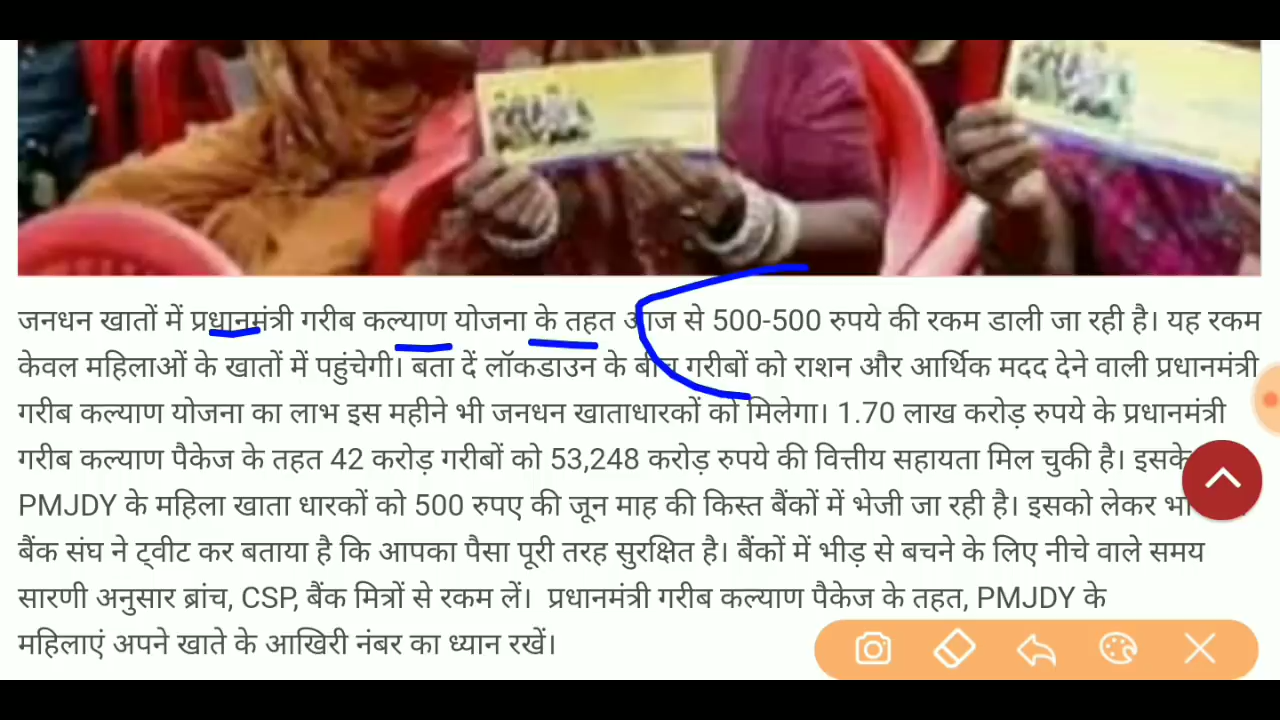 जनधन खातों में प्रधानमंत्री गरीब कल्याण योजना के तहत आज से 500-500 रुपये की रकम डाली जा रही है। यह रकम
केवल महिलाओं के खातों में पहुंचेगी। बता दें लॉकडाउन के बीच गरीबों को राशन और आर्थिक मदद देने वाली प्रधानमंत्री
गरीब कल्याण योजना का लाभ इस महीने भी जनधन खाताधारकों को मिलेगा। 1.70 लाख करोड़ रुपये के प्रधानमंत्री
गरीब कल्याण पैकेज के तहत 42 करोड़ गरीबों को 53,248 करोड़ रुपये की वित्तीय सहायता मिल चुकी है। इसके
PMJDY के महिला खाता धारकों को 500 रुपए की जून माह की किस्त बैंकों में भेजी जा रही है। इसको लेकर
बैंक संघ ने ट्वीट कर बताया है कि आपका पैसा पूरी तरह सुरक्षित है। बैंकों में भीड़ से बचने के लिए नीचे वाले समय
सारणी अनुसार ब्रांच, CSP, बैंक मित्रों से रकम लें। प्रधानमंत्री गरीब कल्याण पैकेज के तहत, PMJDY के
महिलाएं अपने खाते के आखिरी नंबर का ध्यान रखें।